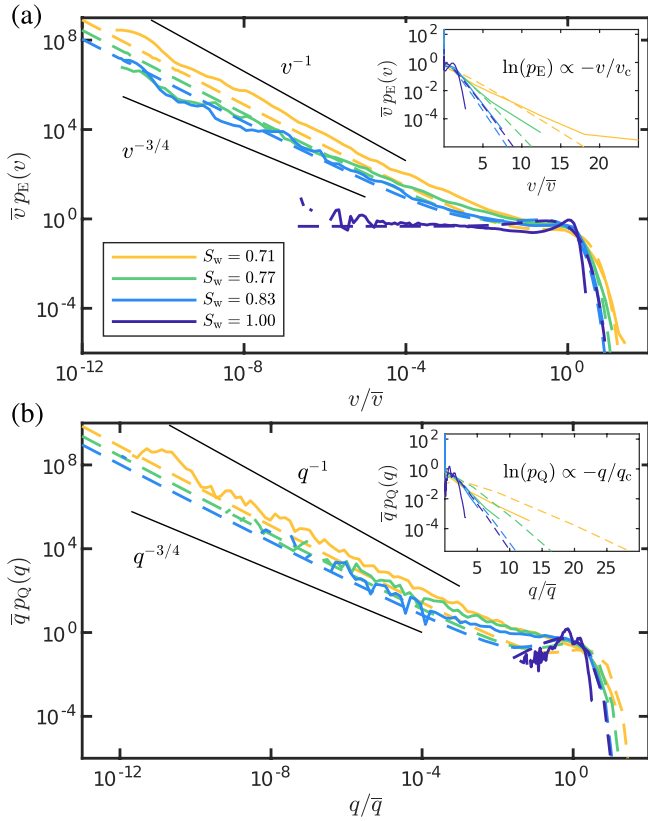 (a)
10^8
10^4
10^0
10^-4
v̄ p_E(v)
v^-1
v^-3/4
S_w = 0.71
S_w = 0.77
S_w = 0.83
S_w = 1.00
10^-12
10^-8
10^-4
10^0
v/v̄
10^2
10^0
10^-2
10^-4
v̄ p_E(v)
ln(p_E) ∝ −v/v_c
5
10
15
20
v/v̄
(b)
10^8
10^4
10^0
10^-4
q̄ p_Q(q)
q^-1
q^-3/4
10^-12
10^-8
10^-4
10^0
q/q̄
10^2
10^0
10^-2
10^-4
q̄ p_Q(q)
ln(p_Q) ∝ −q/q_c
5
10
15
20
25
q/q̄